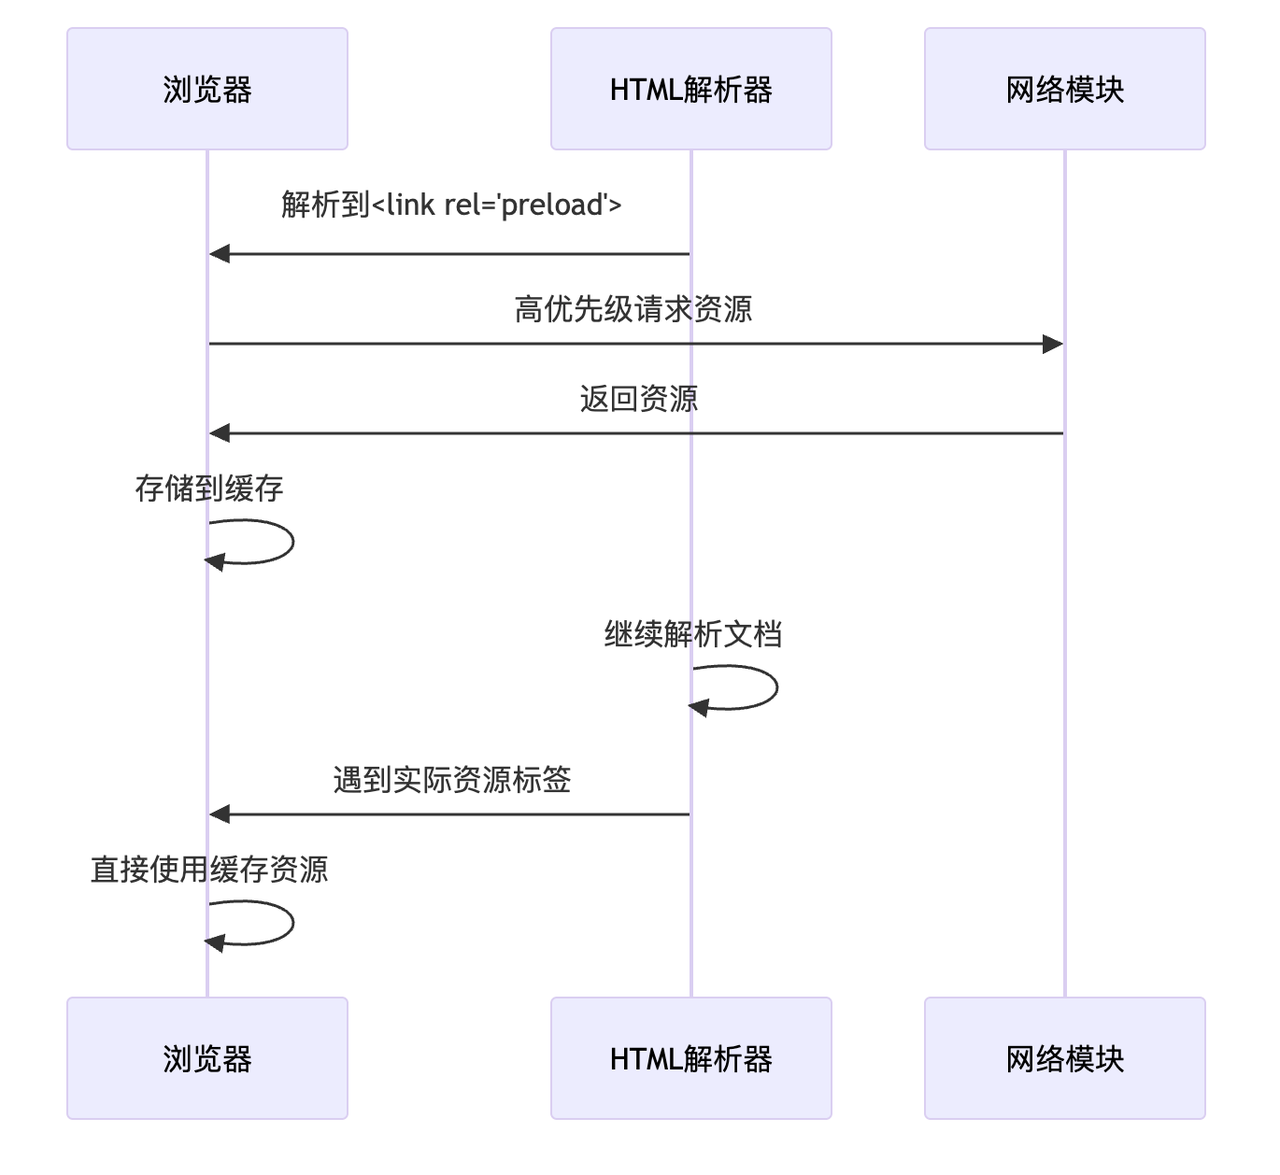 浏览器
HTML解析器
网络模块
解析到<link rel='preload'>
高优先级请求资源
返回资源
存储到缓存
继续解析文档
遇到实际资源标签
直接使用缓存资源
浏览器
HTML解析器
网络模块